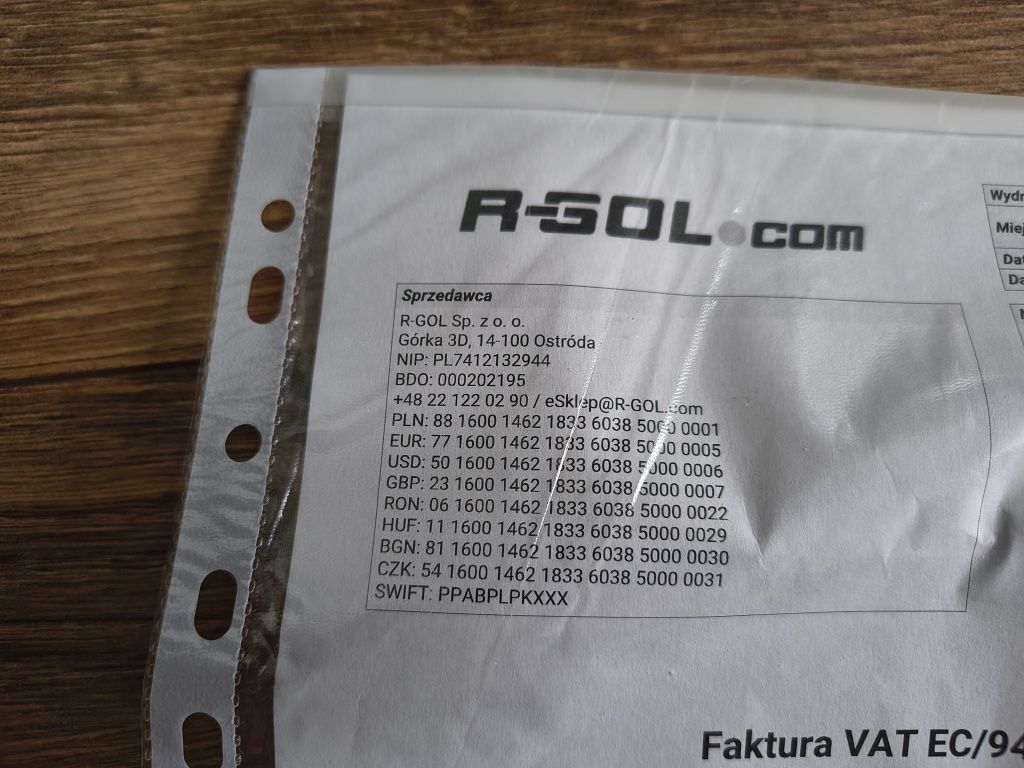 R-GOL.com
Sprzedawca
R-GOL Sp. z o. o.
Górka 3D, 14-100 Ostróda
NIP: PL7412132944
BDO: 000202195
+48 22 122 02 90 / eSklep@R-GOL.com
PLN: 88 1600 1462 1833 6038 5000 0001
EUR: 77 1600 1462 1833 6038 5000 0005
USD: 50 1600 1462 1833 6038 5000 0006
GBP: 23 1600 1462 1833 6038 5000 0007
RON: 06 1600 1462 1833 6038 5000 0022
HUF: 11 1600 1462 1833 6038 5000 0029
BGN: 81 1600 1462 1833 6038 5000 0030
CZK: 54 1600 1462 1833 6038 5000 0031
SWIFT: PPABPLPKXXX
Faktura VAT EC/94